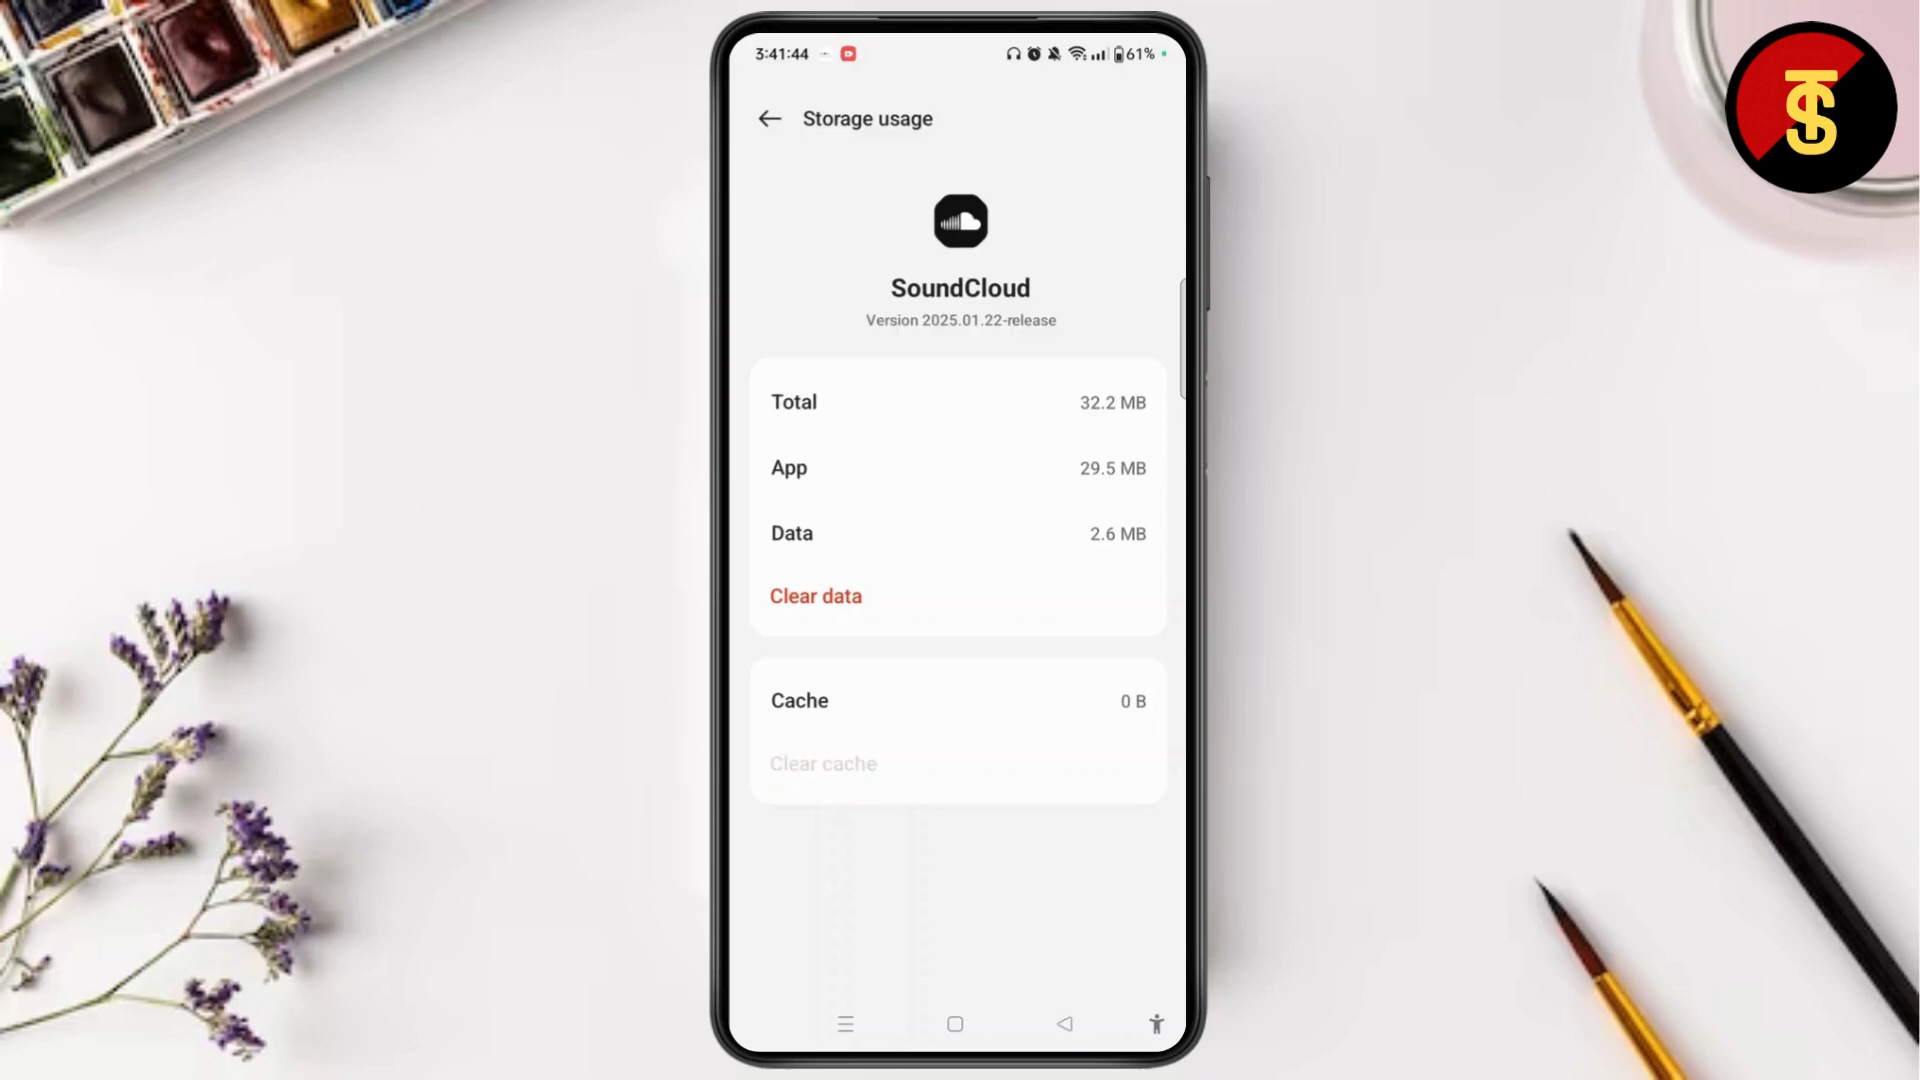 3:41:44
61%
Storage usage
SoundCloud
Version 2025.01.22-release
Total 32.2 MB
App 29.5 MB
Data 2.6 MB
Clear data
Cache 0 B
Clear cache